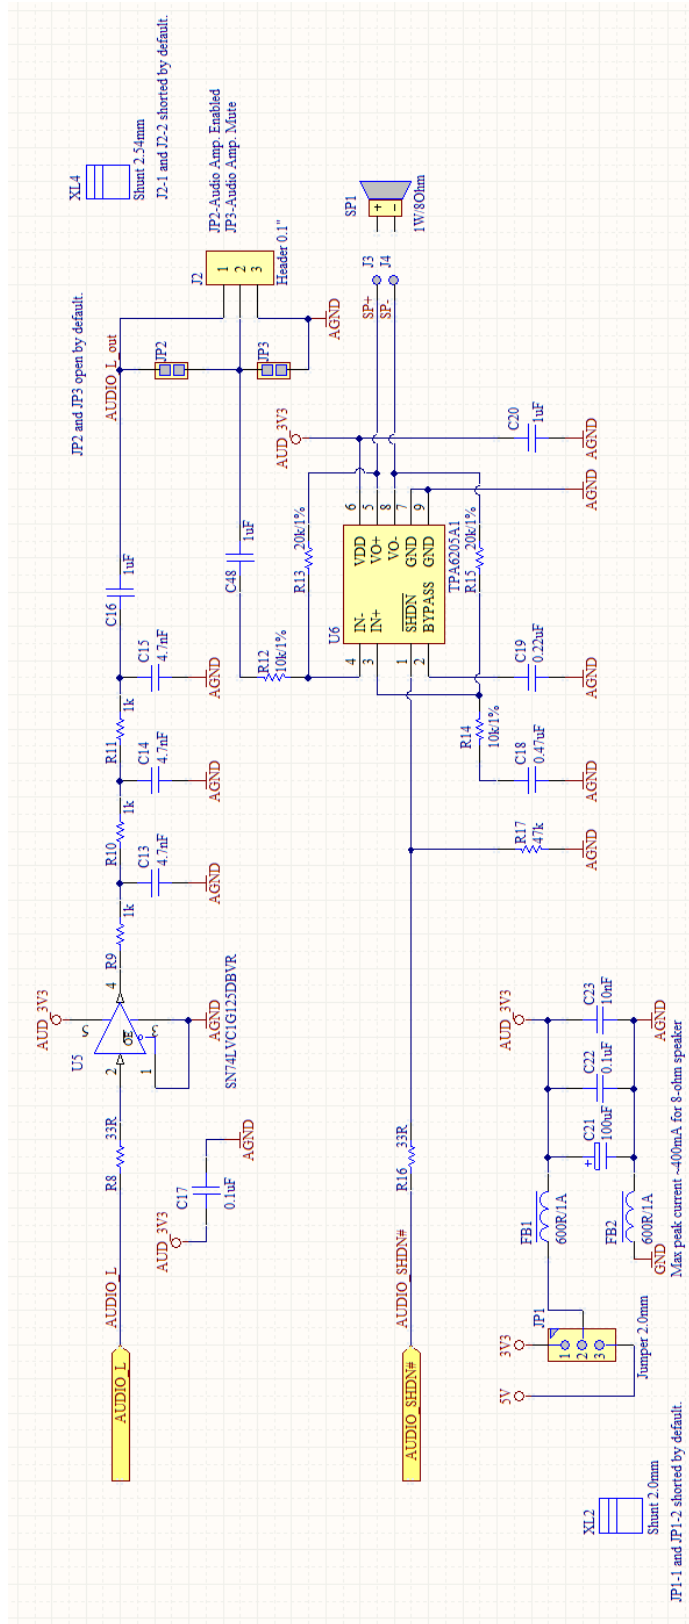 XL4
Shunt 2.54mm
J2-1 and J2-2 shorted by default.
JP2-Audio Amp. Enabled
JP3-Audio Amp. Mute
JP2 and JP3 open by default.
AUDIO_L
AUDIO_L
R8
33R
AUD_3V3
U5
2
4
5
3
1
OE
AGND
SN74LVC1G125DBVR
AUD_3V3
C17
0.1uF
AGND
R9
1k
C13
4.7nF
AGND
R10
1k
C14
4.7nF
AGND
R11
1k
C15
4.7nF
AGND
C16
1uF
AUDIO_L_out
JP2
JP3
J2
1
2
3
Header 0.1"
AGND
C48
1uF
R12
10k/1%
R13
20k/1%
AUD_3V3
U6
4
3
1
2
IN-
IN+
SHDN
BYPASS
VDD
VO+
VO-
GND
GND
6
5
8
7
9
TPA6205A1
SP+
SP-
J3
J4
SP1
+
-
1W/8Ohm
R15
20k/1%
C20
1uF
AGND
AGND
C19
0.22uF
AGND
R14
10k/1%
C18
0.47uF
AGND
R17
47k
AGND
AUDIO_SHDN#
AUDIO_SHDN#
R16
33R
XL2
Shunt 2.0mm
JP1-1 and JP1-2 shorted by default.
5V
3V3
JP1
1
2
3
Jumper 2.0mm
FB1
600R/1A
FB2
600R/1A
GND
AUD_3V3
+
C21
100uF
C22
0.1uF
C23
10nF
AGND
Max peak current ~400mA for 8-ohm speaker